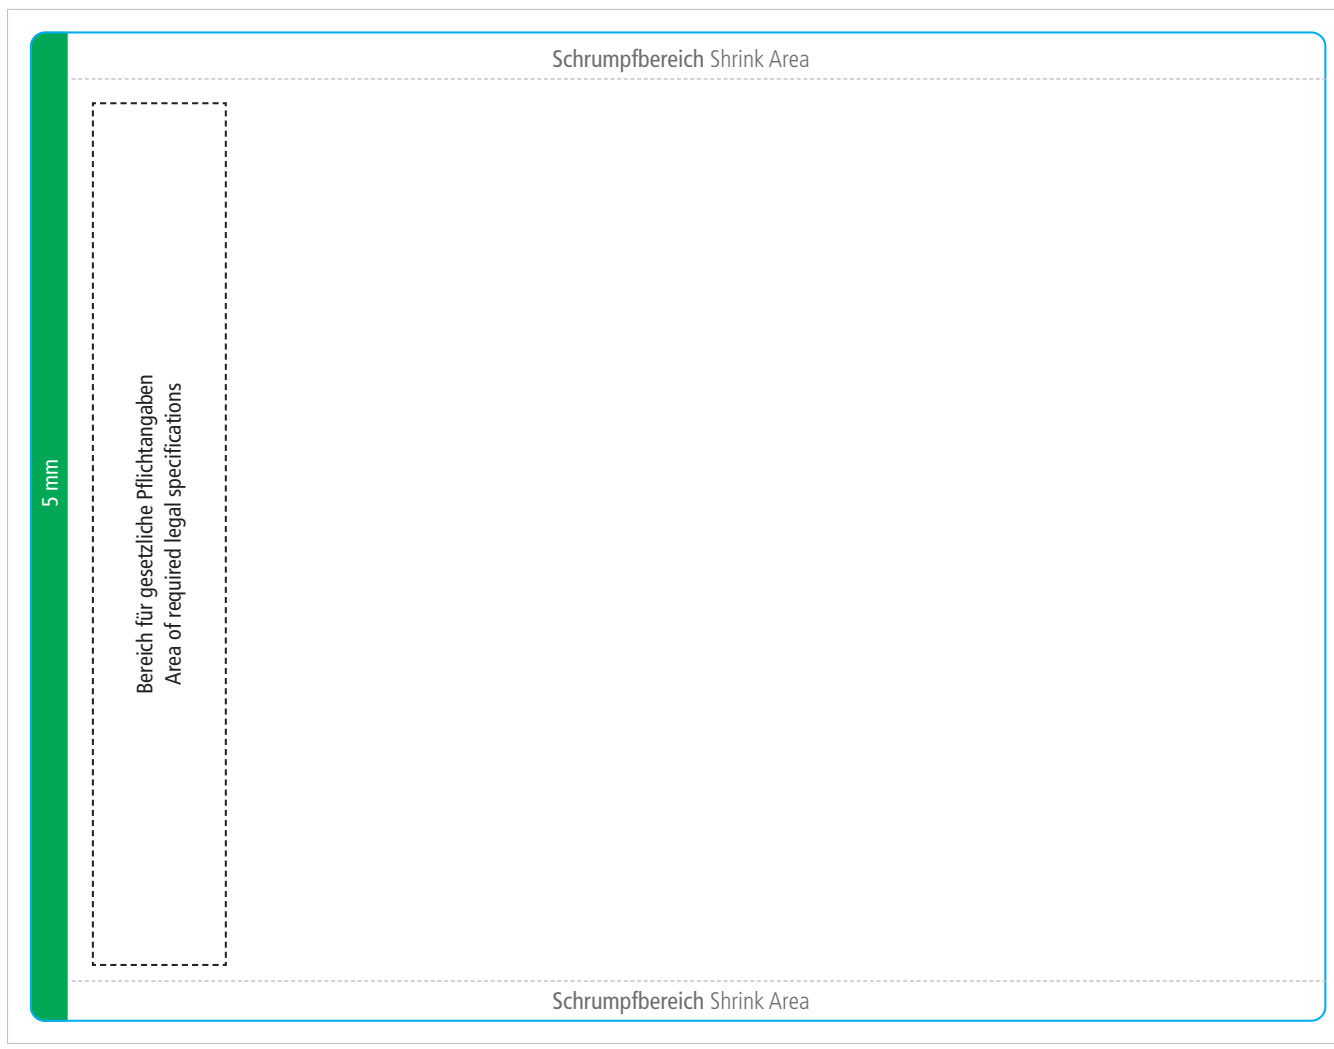 Schrumpfbereich Shrink Area
5 mm
Bereich für gesetzliche Pflichtangaben
Area of required legal specifications
Schrumpfbereich Shrink Area